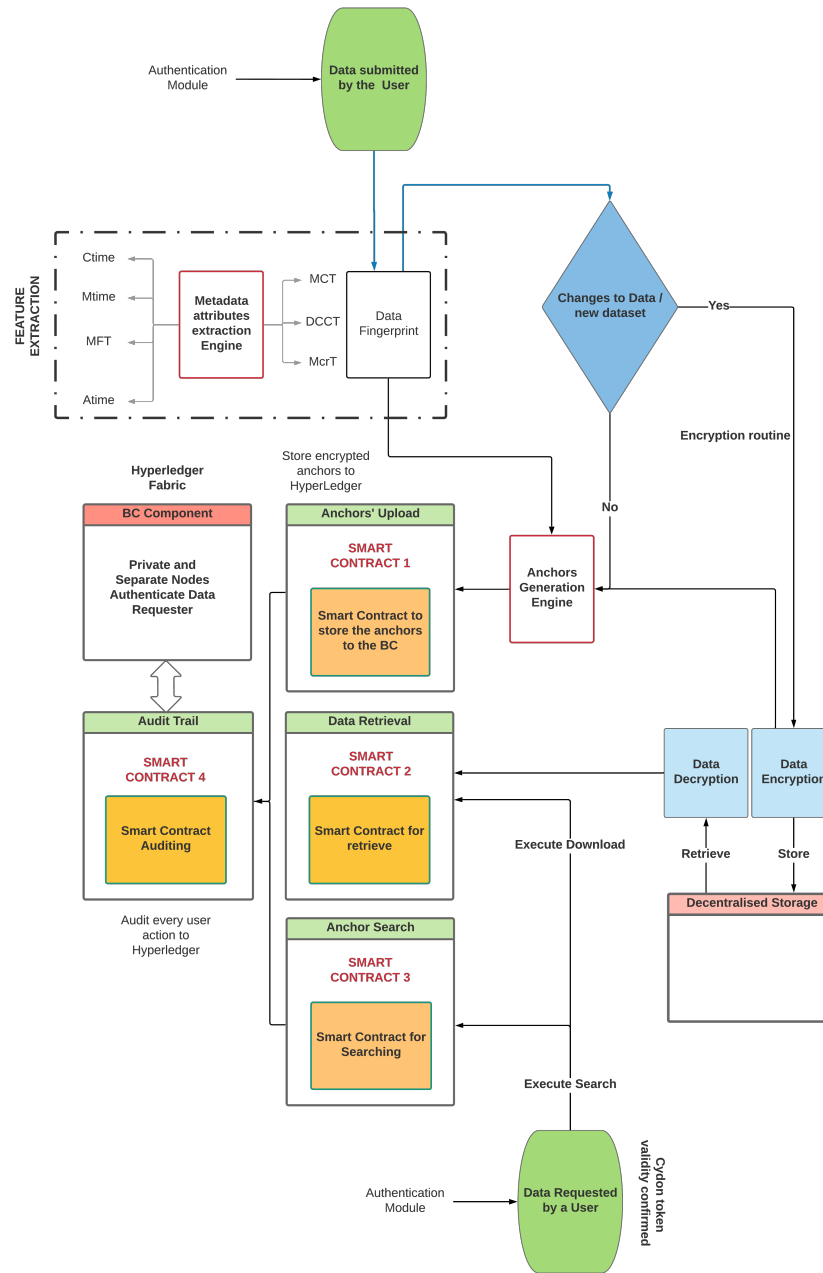 Data submitted
by the  User
Authentication
Module
FEATURE
EXTRACTION
Ctime
Mtime
MFT
Atime
Metadata
attributes
extraction
Engine
MCT
DCCT
McrT
Data
Fingerprint
Changes to Data /
new dataset
Yes
Encryption routine
No
Hyperledger
Fabric
Store encrypted
anchors to
HyperLedger
BC Component
Private and
Separate Nodes
Authenticate Data
Requester
Anchors' Upload
SMART
CONTRACT 1
Smart Contract to
store the anchors
to the BC
Anchors
Generation
Engine
Audit Trail
SMART
CONTRACT 4
Smart Contract
Auditing
Audit every user
action to
Hyperledger
Data Retrieval
SMART
CONTRACT 2
Smart Contract for
retrieve
Data
Decryption
Data
Encryption
Execute Download
Retrieve
Store
Decentralised Storage
Anchor Search
SMART
CONTRACT 3
Smart Contract for
Searching
Execute Search
Authentication
Module
Data Requested
by a User
Cydon token
validity confirmed